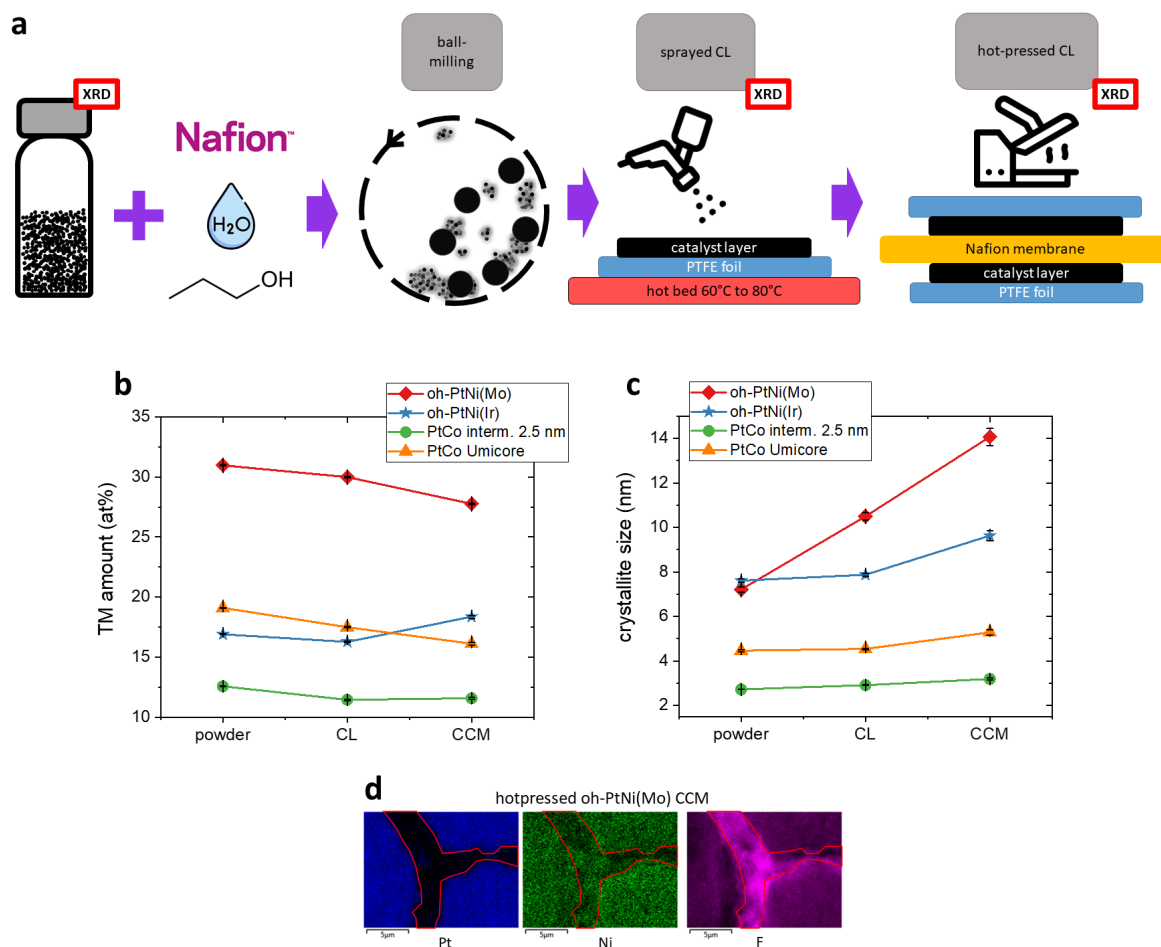 a
ball-
milling
sprayed CL
hot-pressed CL
XRD
XRD
XRD
Nafion™
H₂O
OH
catalyst layer
PTFE foil
hot bed 60°C to 80°C
Nafion membrane
catalyst layer
PTFE foil
b
oh-PtNi(Mo)
oh-PtNi(Ir)
PtCo interm. 2.5 nm
PtCo Umicore
TM amount (at%)
35
30
25
20
15
10
powder
CL
CCM
c
oh-PtNi(Mo)
oh-PtNi(Ir)
PtCo interm. 2.5 nm
PtCo Umicore
crystallite size (nm)
14
12
10
8
6
4
2
powder
CL
CCM
d
hotpressed oh-PtNi(Mo) CCM
5μm
Pt
5μm
Ni
5μm
F